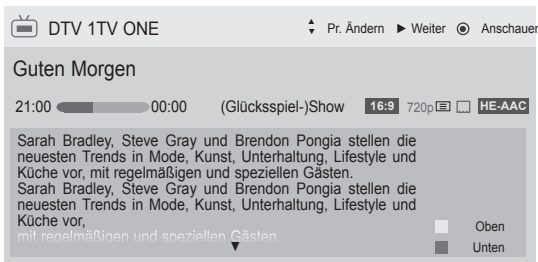 DTV 1TV ONE Pr. Ändern Weiter Anschauen
Guten Morgen
21:00 00:00 (Glücksspiel-)Show 16:9 720p HE-AAC
Sarah Bradley, Steve Gray und Brendon Pongia stellen die
neuesten Trends in Mode, Kunst, Unterhaltung, Lifestyle und
Küche vor, mit regelmäßigen und speziellen Gästen.
Sarah Bradley, Steve Gray und Brendon Pongia stellen die
neuesten Trends in Mode, Kunst, Unterhaltung, Lifestyle und
Küche vor,
mit regelmäßigen und speziellen Gästen.
Oben
Unten